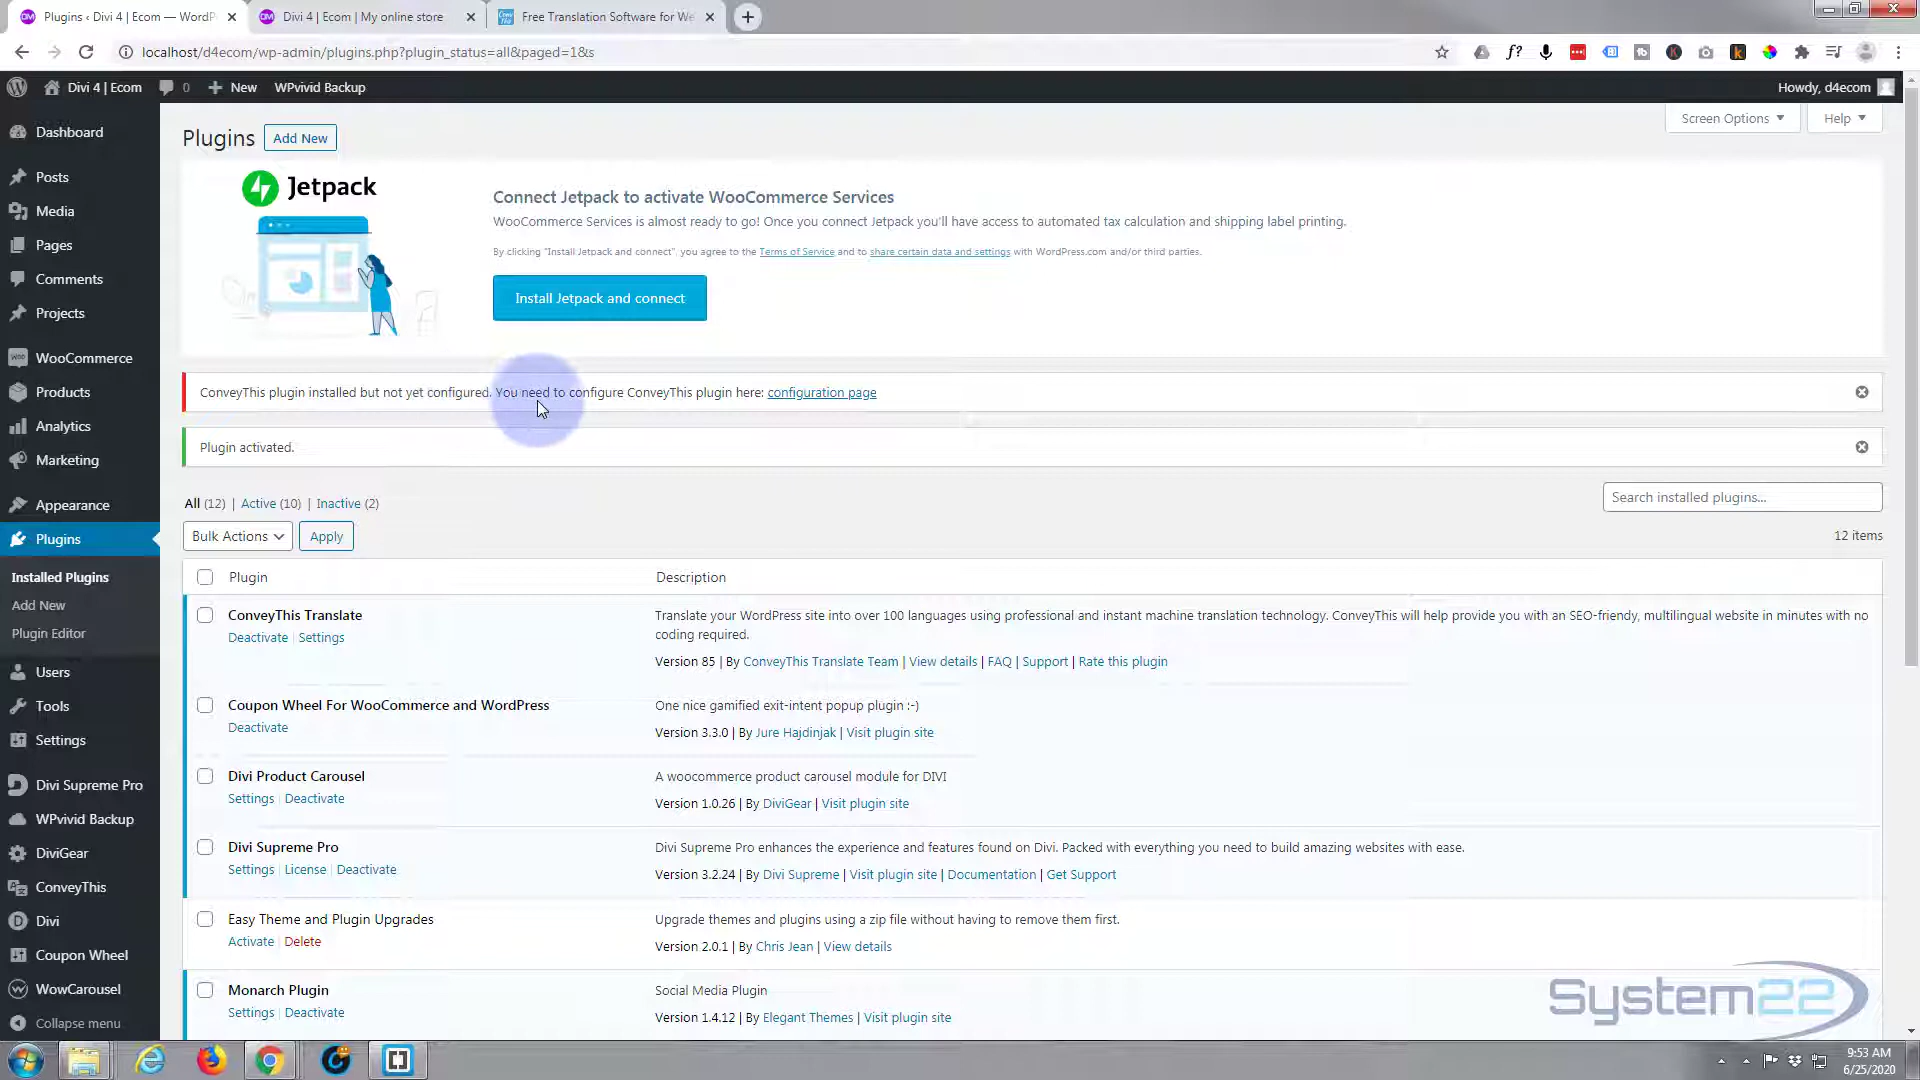 Plugins ‹ Divi 4 | Ecom — WordP
Divi 4 | Ecom | My online store
Free Translation Software for We
localhost/d4ecom/wp-admin/plugins.php?plugin_status=all&paged=1&s
Divi 4 | Ecom
0
New
WPvivid Backup
Howdy, d4ecom
Dashboard
Posts
Media
Pages
Comments
Projects
WooCommerce
Products
Analytics
Marketing
Appearance
Plugins
Installed Plugins
Add New
Plugin Editor
Users
Tools
Settings
Divi Supreme Pro
WPvivid Backup
DiviGear
ConveyThis
Divi
Coupon Wheel
WowCarousel
Collapse menu
Screen Options
Help
Plugins
Add New
Jetpack
Connect Jetpack to activate WooCommerce Services
WooCommerce Services is almost ready to go! Once you connect Jetpack you'll have access to automated tax calculation and shipping label printing.
By clicking "Install Jetpack and connect", you agree to the Terms of Service and to share certain data and settings with WordPress.com and/or third parties.
Install Jetpack and connect
ConveyThis plugin installed but not yet configured. You need to configure ConveyThis plugin here: configuration page
Plugin activated.
All (12) | Active (10) | Inactive (2)
Search installed plugins...
Bulk Actions
Apply
12 items
Plugin
Description
ConveyThis Translate
Deactivate | Settings
Translate your WordPress site into over 100 languages using professional and instant machine translation technology. ConveyThis will help provide you with an SEO-friendly, multilingual website in minutes with no
coding required.
Version 85 | By ConveyThis Translate Team | View details | FAQ | Support | Rate this plugin
Coupon Wheel For WooCommerce and WordPress
Deactivate
One nice gamified exit-intent popup plugin :-)
Version 3.3.0 | By Jure Hajdinjak | Visit plugin site
Divi Product Carousel
Settings | Deactivate
A woocommerce product carousel module for DIVI
Version 1.0.26 | By DiviGear | Visit plugin site
Divi Supreme Pro
Settings | License | Deactivate
Divi Supreme Pro enhances the experience and features found on Divi. Packed with everything you need to build amazing websites with ease.
Version 3.2.24 | By Divi Supreme | Visit plugin site | Documentation | Get Support
Easy Theme and Plugin Upgrades
Activate | Delete
Upgrade themes and plugins using a zip file without having to remove them first.
Version 2.0.1 | By Chris Jean | View details
Monarch Plugin
Settings | Deactivate
Social Media Plugin
Version 1.4.12 | By Elegant Themes | Visit plugin site
System22
9:53 AM
6/25/2020